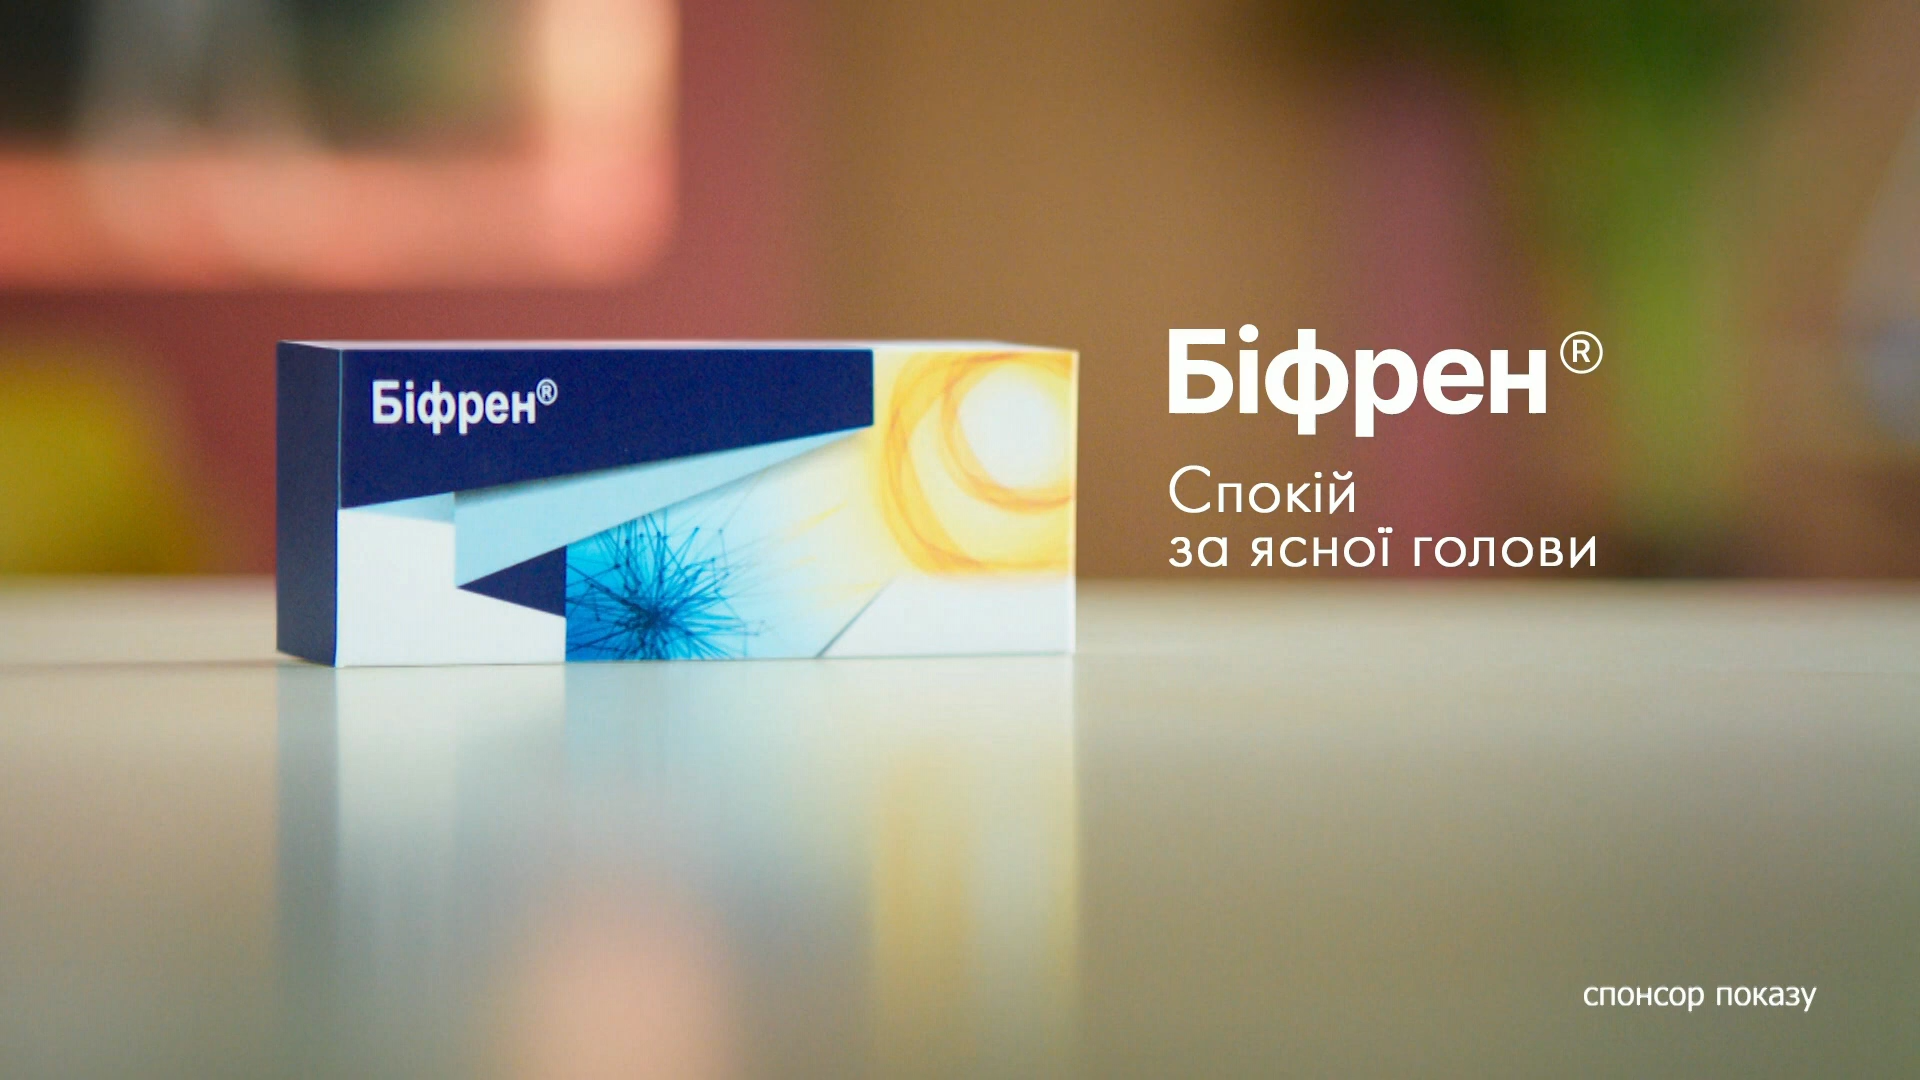 Біфрен®
Біфрен®
Спокій
за ясної голови
спонсор показу